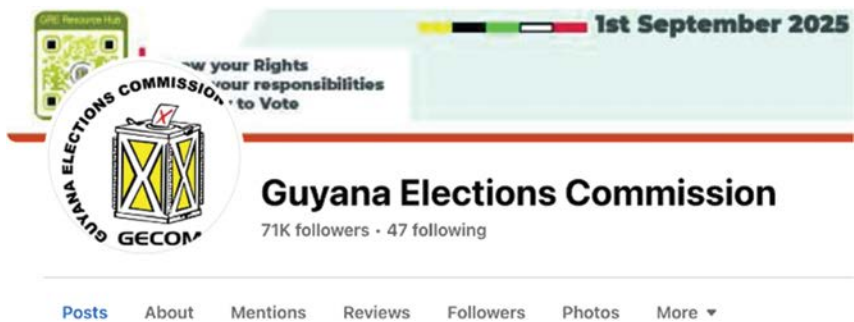 GRE Resource Hub
1st September 2025
your Rights
your responsibilities
to Vote
GUYANA ELECTIONS COMMISSION
GECOM
Guyana Elections Commission
71K followers • 47 following
Posts About Mentions Reviews Followers Photos More